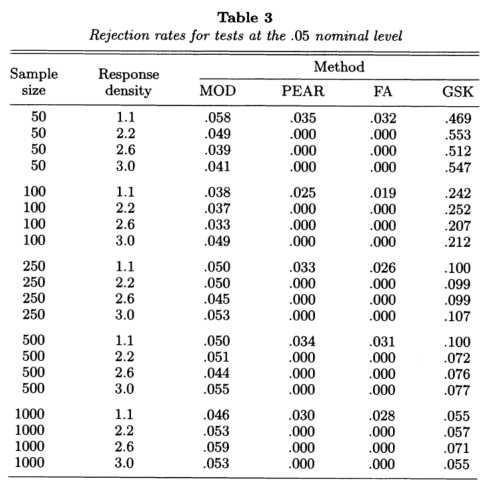 Table 3
Rejection rates for tests at the .05 nominal level
Sample size Response density Method
MOD PEAR FA GSK
50 1.1 .058 .035 .032 .469
50 2.2 .049 .000 .000 .553
50 2.6 .039 .000 .000 .512
50 3.0 .041 .000 .000 .547
100 1.1 .038 .025 .019 .242
100 2.2 .037 .000 .000 .252
100 2.6 .033 .000 .000 .207
100 3.0 .049 .000 .000 .212
250 1.1 .050 .033 .026 .100
250 2.2 .050 .000 .000 .099
250 2.6 .045 .000 .000 .099
250 3.0 .053 .000 .000 .107
500 1.1 .050 .034 .031 .100
500 2.2 .051 .000 .000 .072
500 2.6 .044 .000 .000 .076
500 3.0 .055 .000 .000 .077
1000 1.1 .046 .030 .028 .055
1000 2.2 .053 .000 .000 .057
1000 2.6 .059 .000 .000 .071
1000 3.0 .053 .000 .000 .055